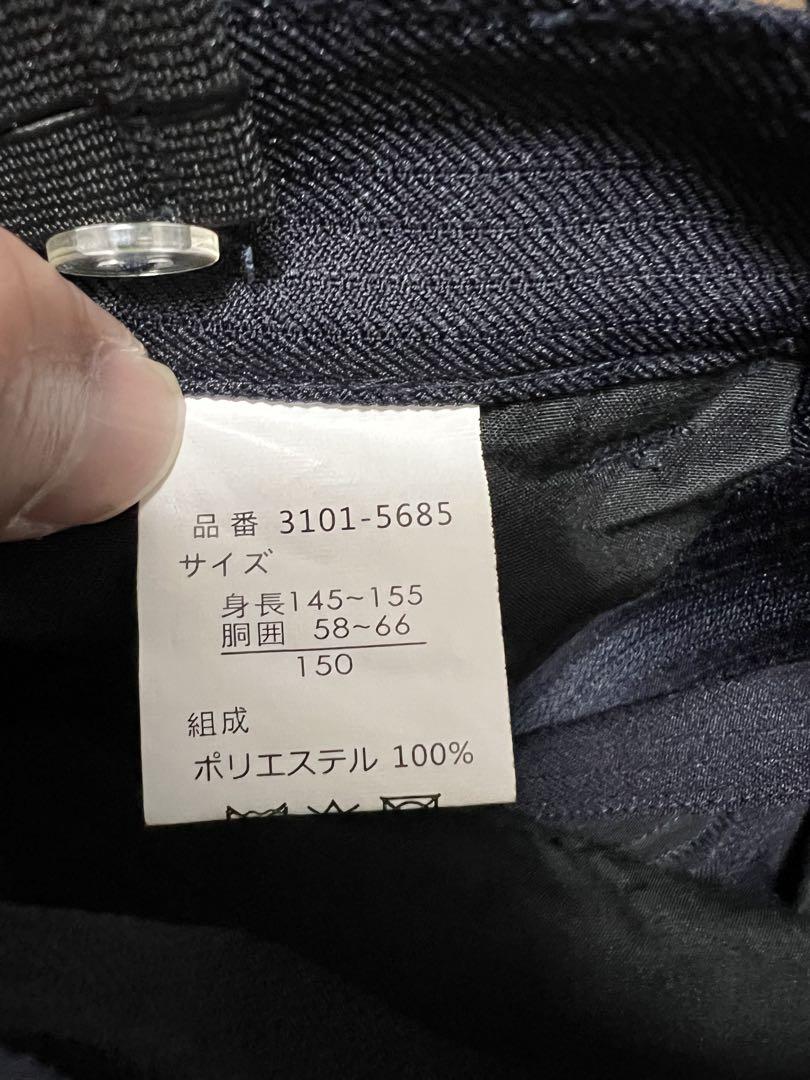 品番 3101-5685
サイズ
身長145~155
胴囲 58~66
150
組成
ポリエステル 100%